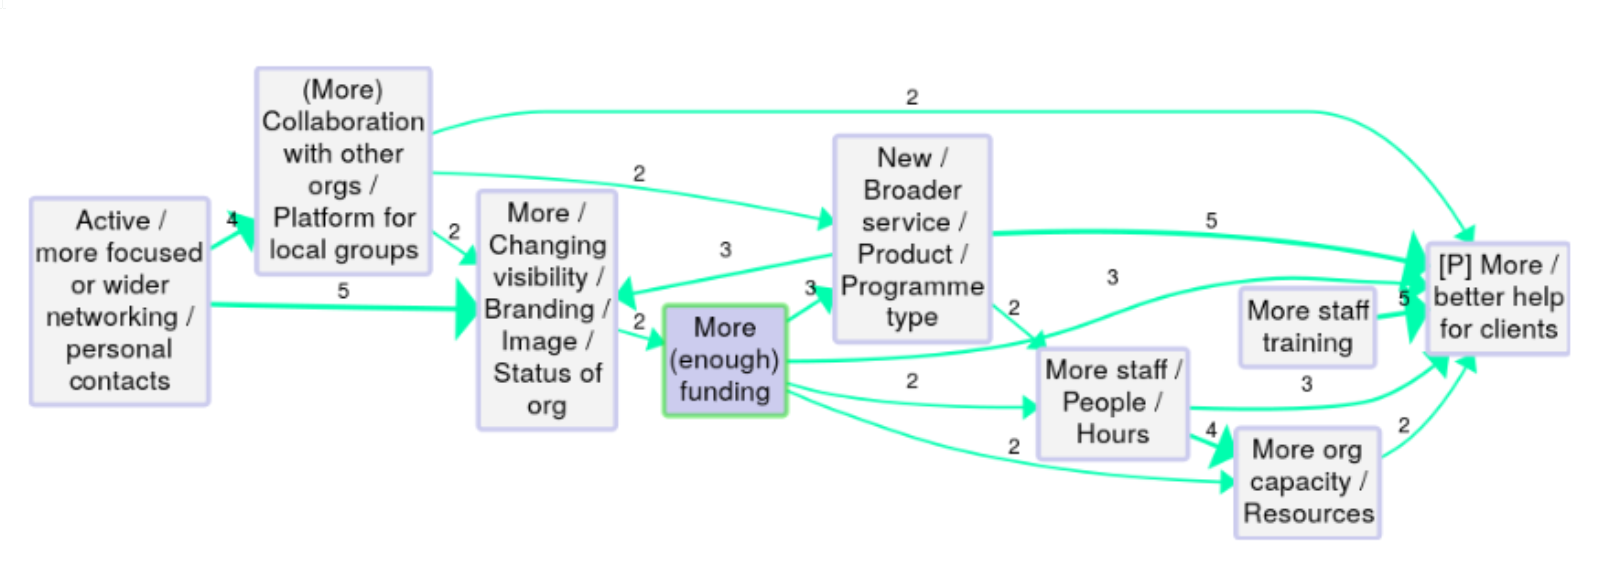 (More)
Collaboration
with other
orgs /
Platform for
local groups
Active /
more focused
or wider
networking /
personal
contacts
4
5
2
2
2
More /
Changing
visibility /
Branding /
Image /
Status of
org
3
2
More
(enough)
funding
3
New /
Broader
service /
Product /
Programme
type
5
3
2
2
2
More staff /
People /
Hours
More staff
training
5
3
4
More org
capacity /
Resources
2
[P] More /
better help
for clients